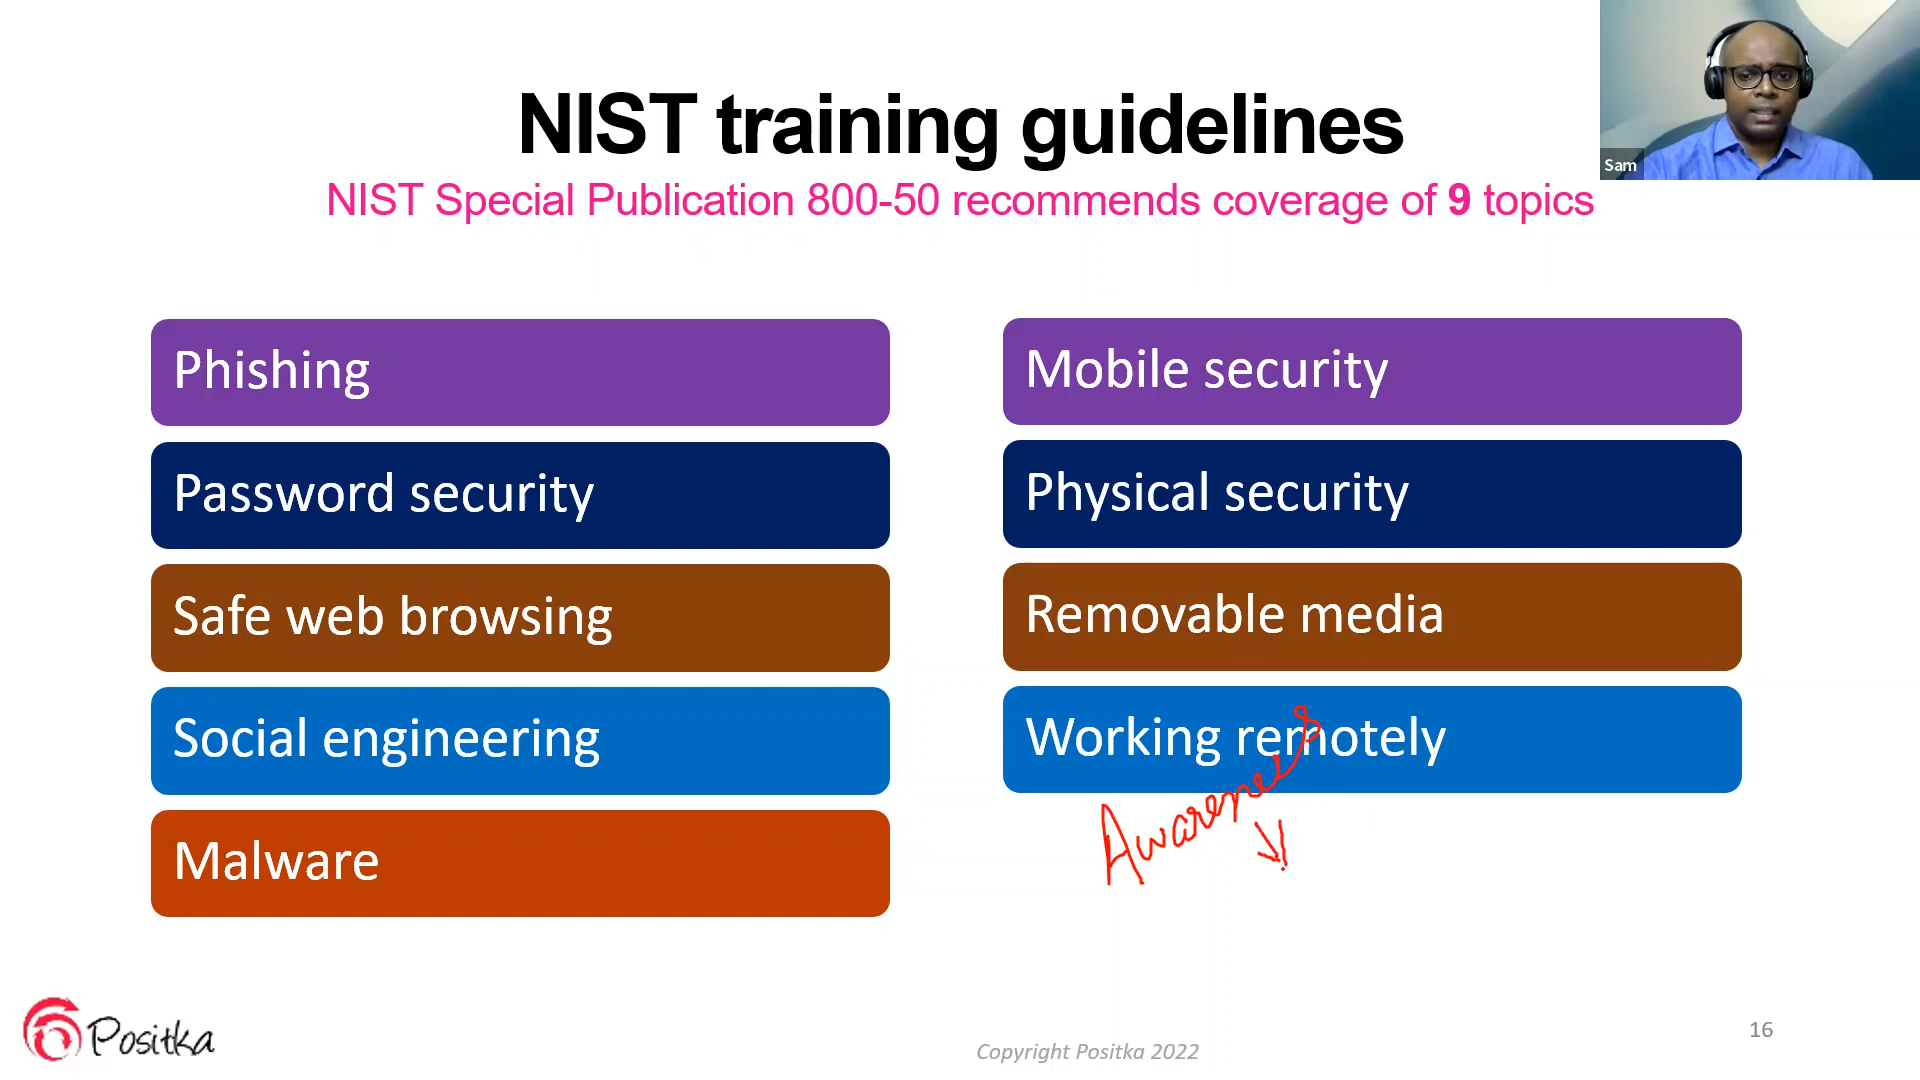 NIST training guidelines
NIST Special Publication 800-50 recommends coverage of 9 topics
Sam
Phishing
Password security
Safe web browsing
Social engineering
Malware
Mobile security
Physical security
Removable media
Working remotely
Awareness
Positka
Copyright Positka 2022
16